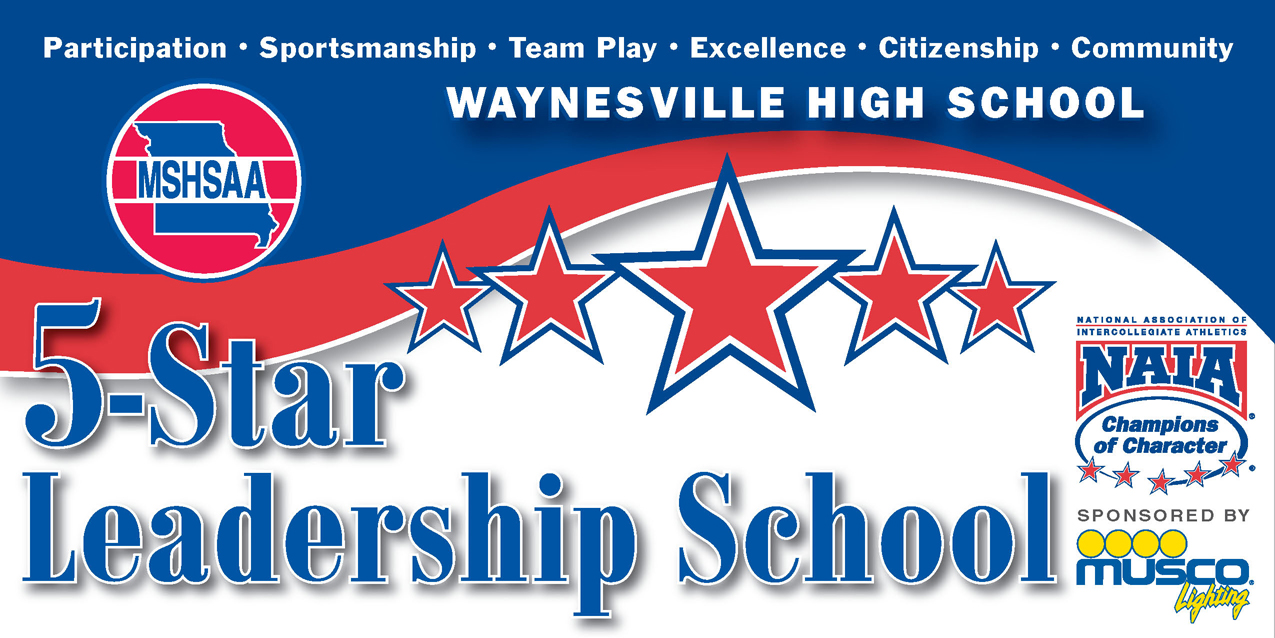 Participation • Sportsmanship • Team Play • Excellence • Citizenship • Community
WAYNESVILLE HIGH SCHOOL
MSHSAA
5-Star
Leadership School
NATIONAL ASSOCIATION OF
INTERCOLLEGIATE ATHLETICS
NAIA
®
Champions
of Character
®
SPONSORED BY
MUSCO®
Lighting